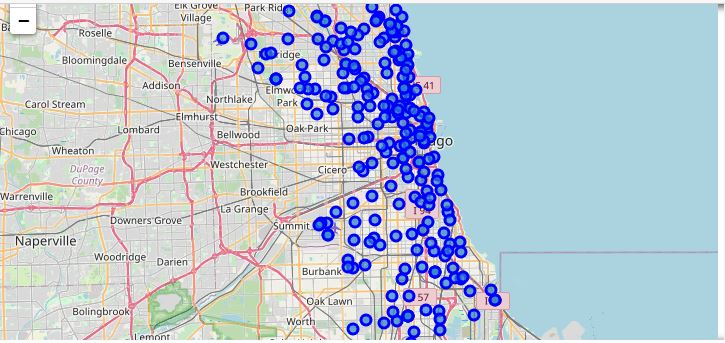 −
Elk Grove
Village
Park Rid
Roselle
Bloomingdale
Bensenville
ridge
Addison
Elmw
Park
Northlake
41
Carol Stream
Elmhurst
Lombard
Oak Park
Chicago
Bellwood
ago
Wheaton
Westchester
Cicero
DuPage
County
Warrenville
Brookfield
La Grange
I 94
Downers Grove
Summit
Naperville
Woodridge
Darien
Burbank
Oak Lawn
57
Bolingbrook
Worth
Lemont